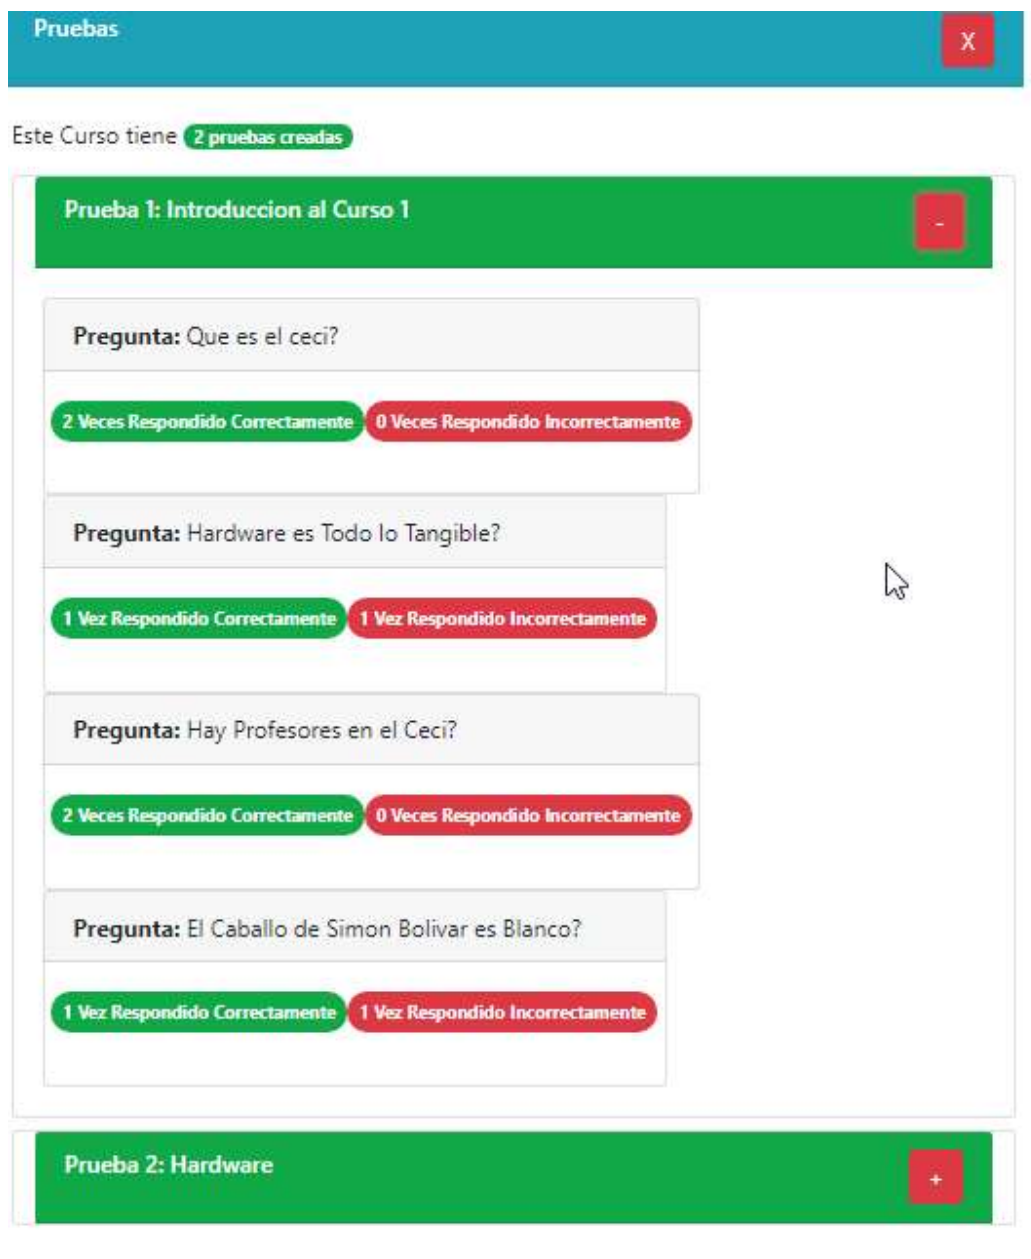 Pruebas
X
Este Curso tiene 2 pruebas creadas
Prueba 1: Introduccion al Curso 1
-
Pregunta: Que es el ceci?
2 Veces Respondido Correctamente 0 Veces Respondido Incorrectamente
Pregunta: Hardware es Todo lo Tangible?
1 Vez Respondido Correctamente 1 Vez Respondido Incorrectamente
Pregunta: Hay Profesores en el Ceci?
2 Veces Respondido Correctamente 0 Veces Respondido Incorrectamente
Pregunta: El Caballo de Simon Bolivar es Blanco?
1 Vez Respondido Correctamente 1 Vez Respondido Incorrectamente
Prueba 2: Hardware
+